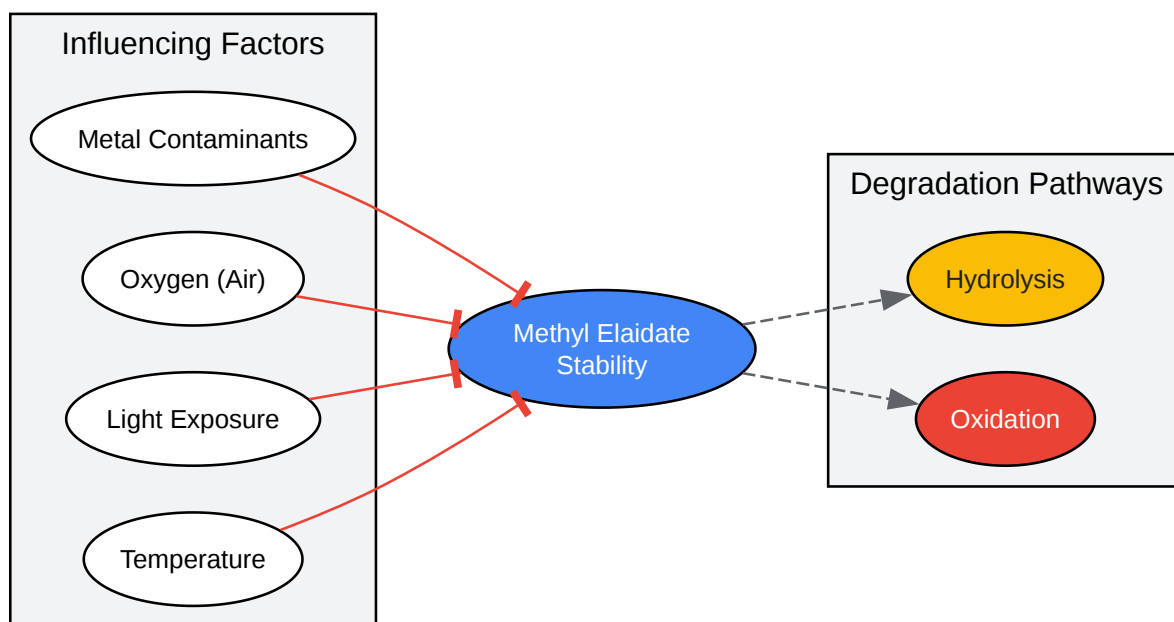 Influencing Factors
Metal Contaminants
Oxygen (Air)
Light Exposure
Temperature
Methyl Elaidate
Stability
Degradation Pathways
Hydrolysis
Oxidation